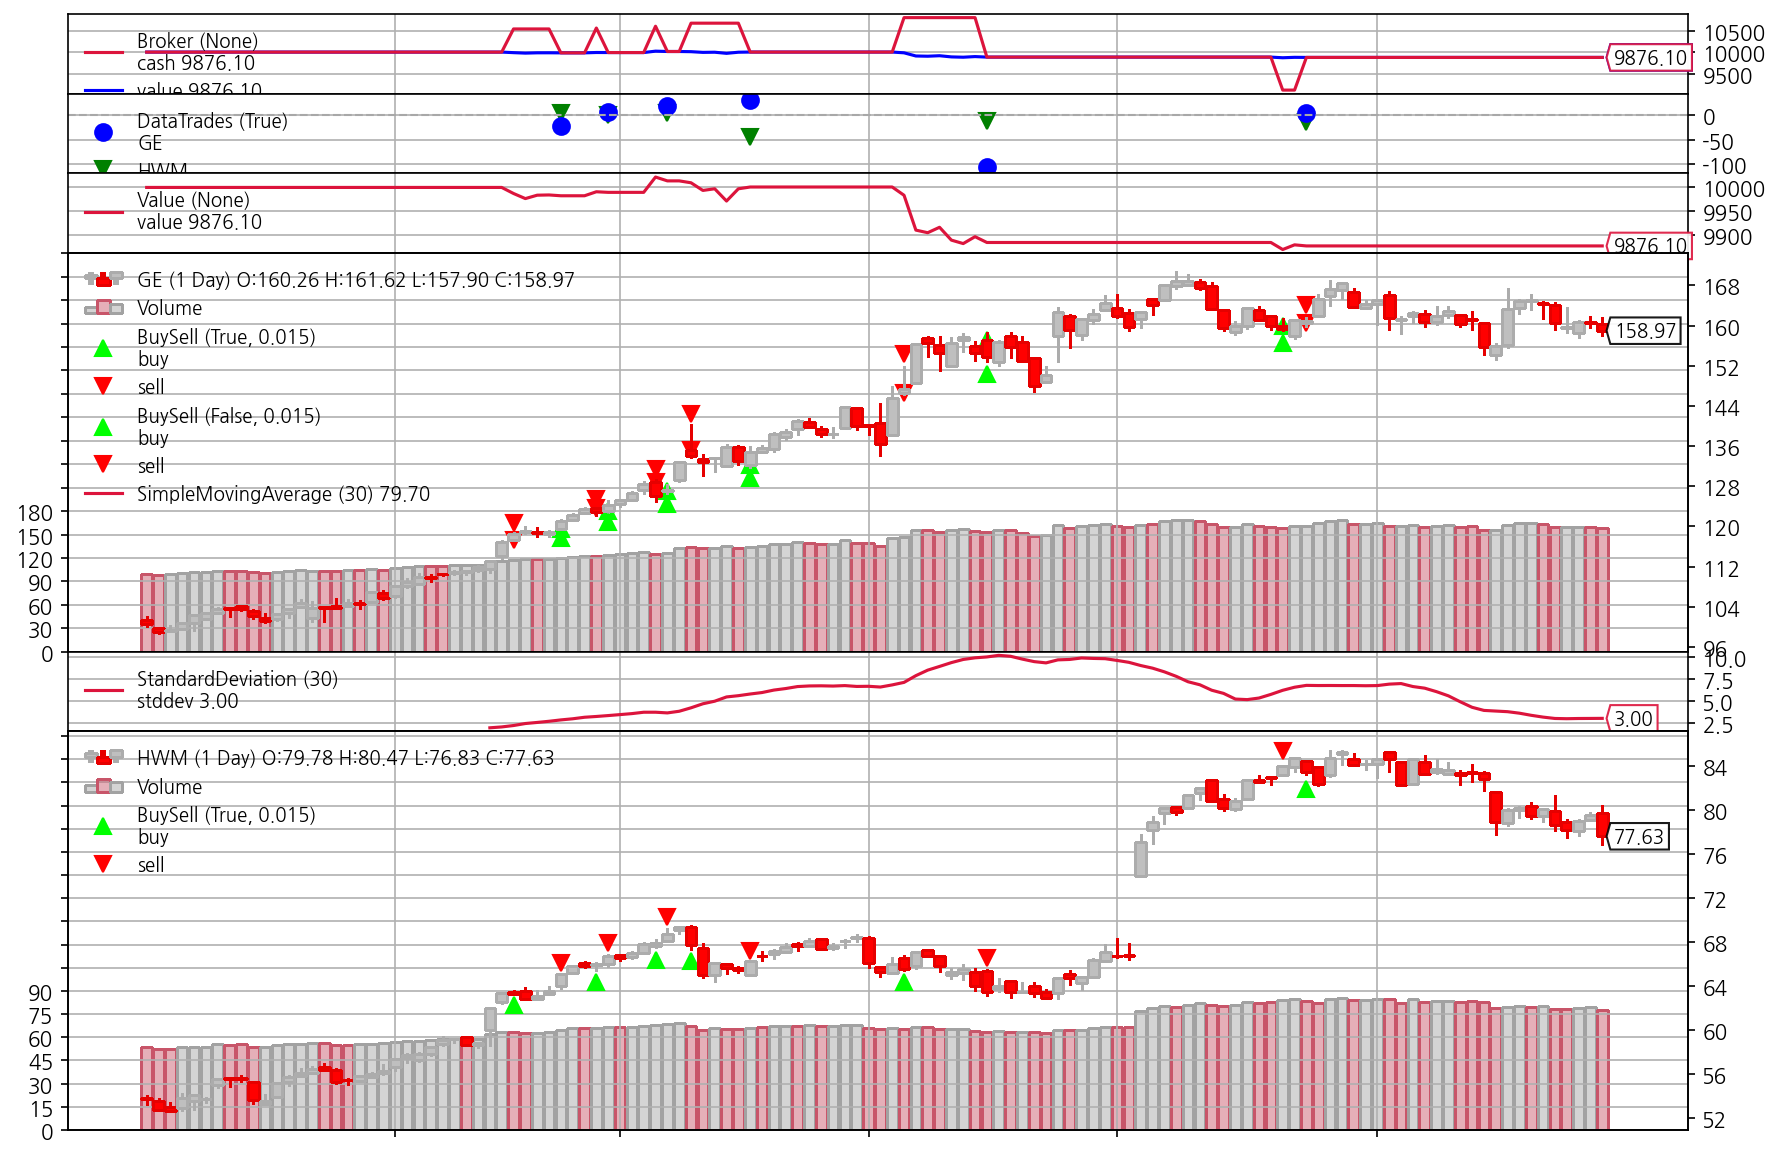 Broker (None)
cash 9876.10
value 9876.10
10500
10000
9500
9876.10
DataTrades (True)
GE
HWM
0
-50
-100
Value (None)
value 9876.10
10000
9950
9900
9876.10
GE (1 Day) O:160.26 H:161.62 L:157.90 C:158.97
Volume
BuySell (True, 0.015)
buy
sell
BuySell (False, 0.015)
buy
sell
SimpleMovingAverage (30) 79.70
180
150
120
90
60
30
0
168
160
152
144
136
128
120
112
104
96
158.97
StandardDeviation (30)
stddev 3.00
10.0
7.5
5.0
2.5
3.00
HWM (1 Day) O:79.78 H:80.47 L:76.83 C:77.63
Volume
BuySell (True, 0.015)
buy
sell
90
75
60
45
30
15
0
84
80
76
72
68
64
60
56
52
77.63